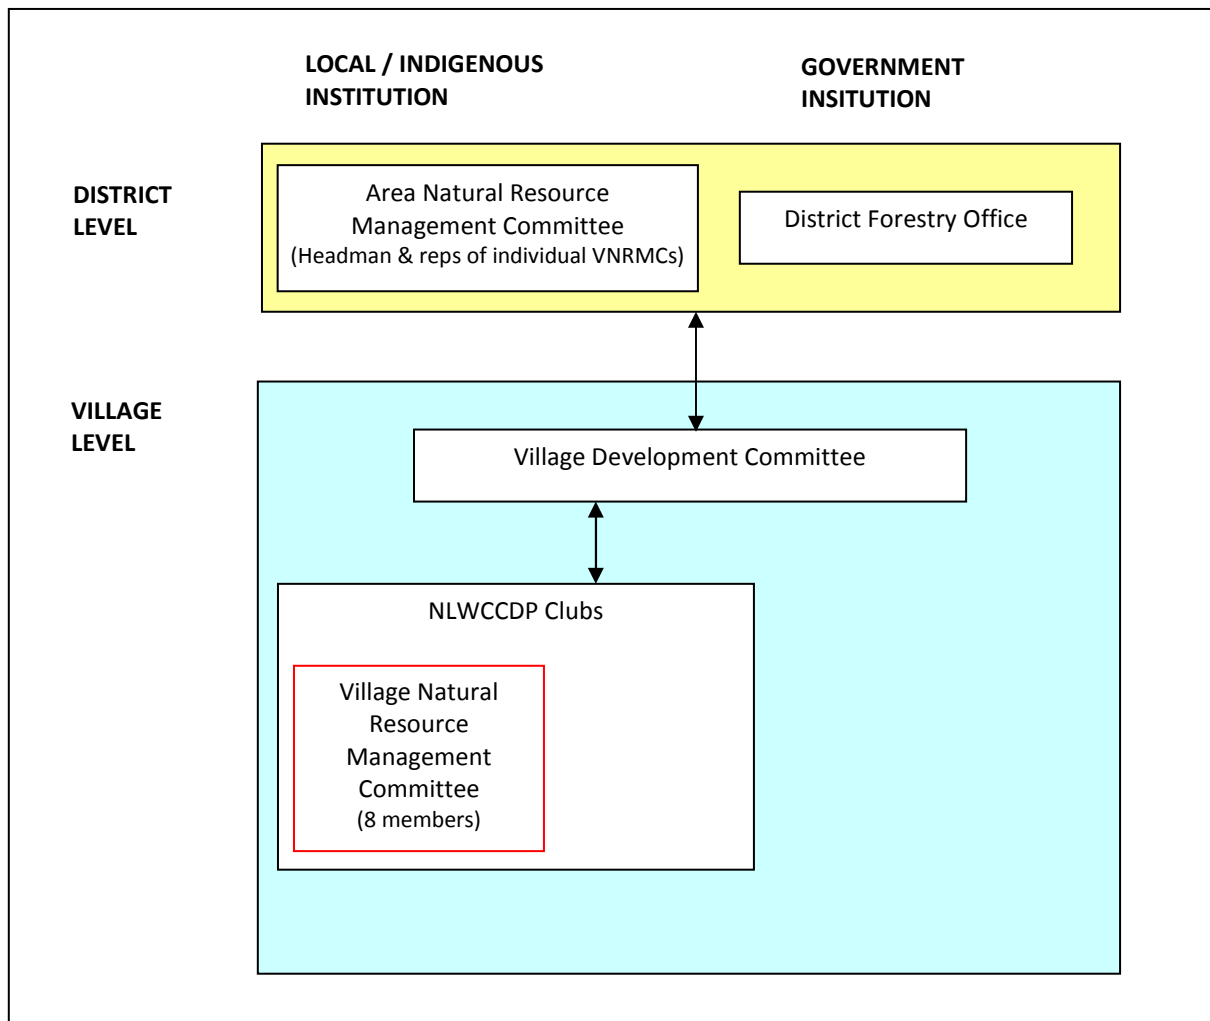 LOCAL / INDIGENOUS
INSTITUTION
GOVERNMENT
INSITUTION
DISTRICT
LEVEL
Area Natural Resource
Management Committee
(Headman & reps of individual VNRMCs)
District Forestry Office
VILLAGE
LEVEL
Village Development Committee
NLWCCDP Clubs
Village Natural
Resource
Management
Committee
(8 members)